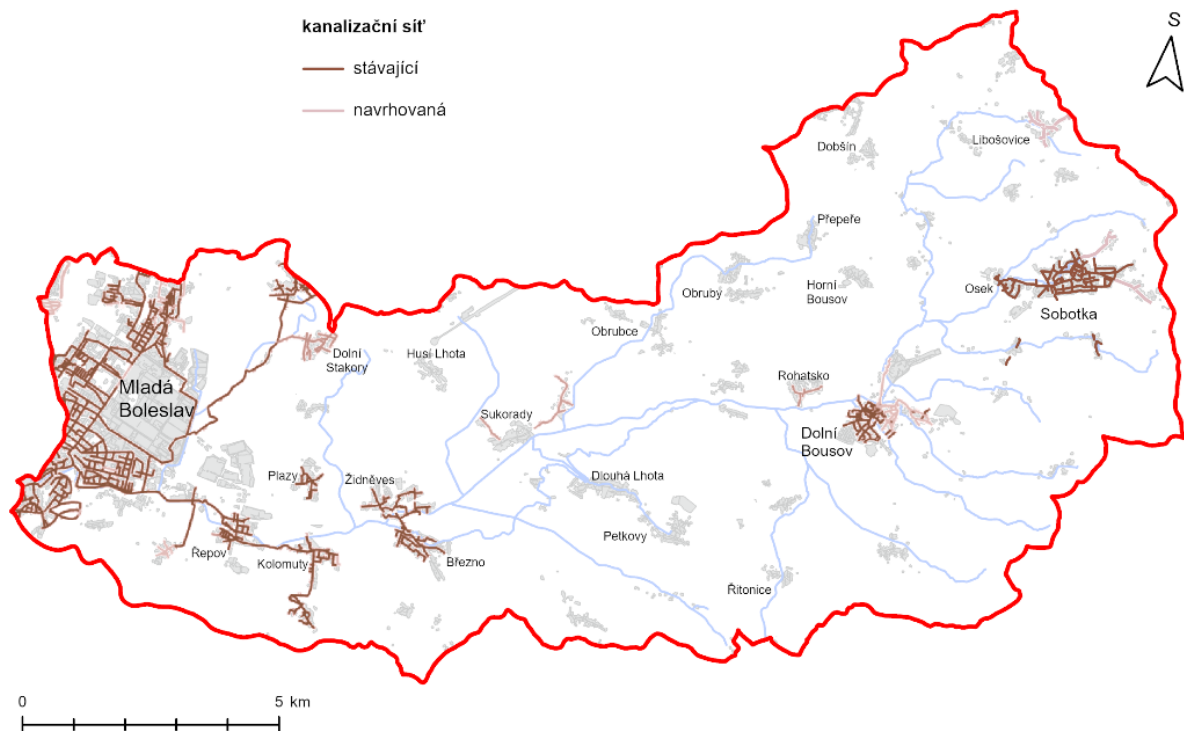 kanalizační síť
stávající
navrhovaná
S
Libošovice
Dobšín
Přepeře
Osek
Sobotka
Obruby
Horní
Bousov
Obrubce
Husí Lhota
Dolní
Stakory
Mladá
Boleslav
Rohatsko
Sukorady
Dolní
Bousov
Plazy
Židněves
Dlouhá Lhota
Petkovy
Řepov
Kolomuty
Březno
Řitonice
0 5 km